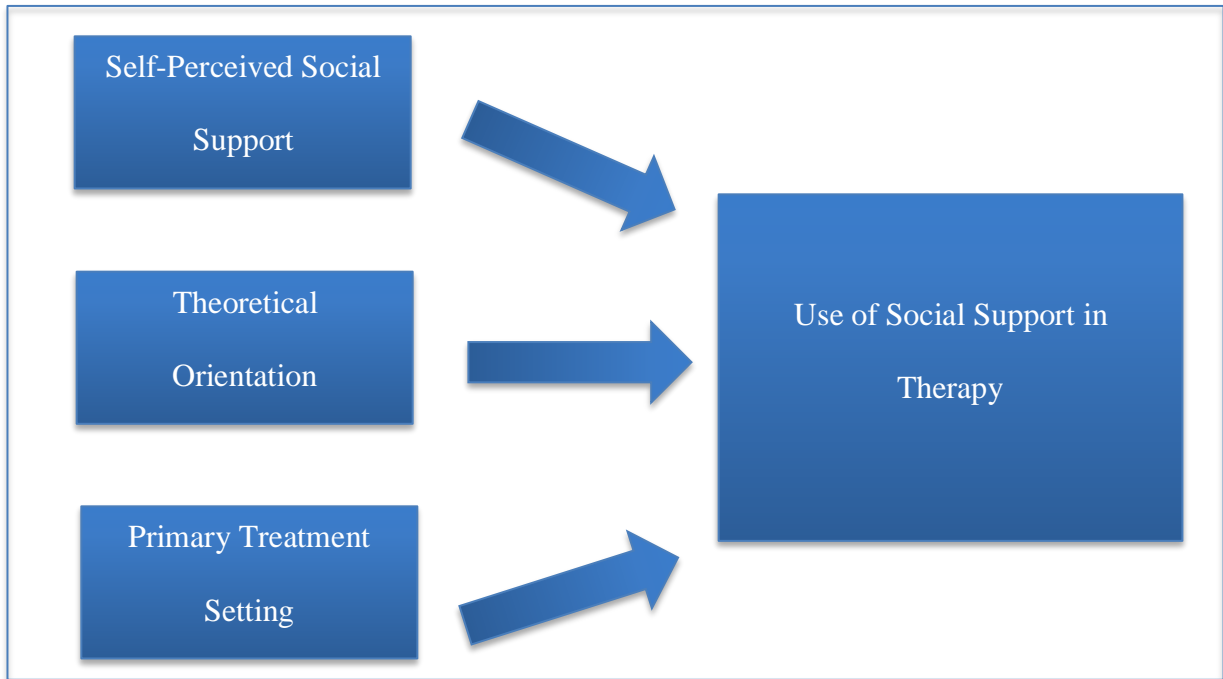 Self-Perceived Social
Support
Theoretical
Orientation
Primary Treatment
Setting
Use of Social Support in
Therapy